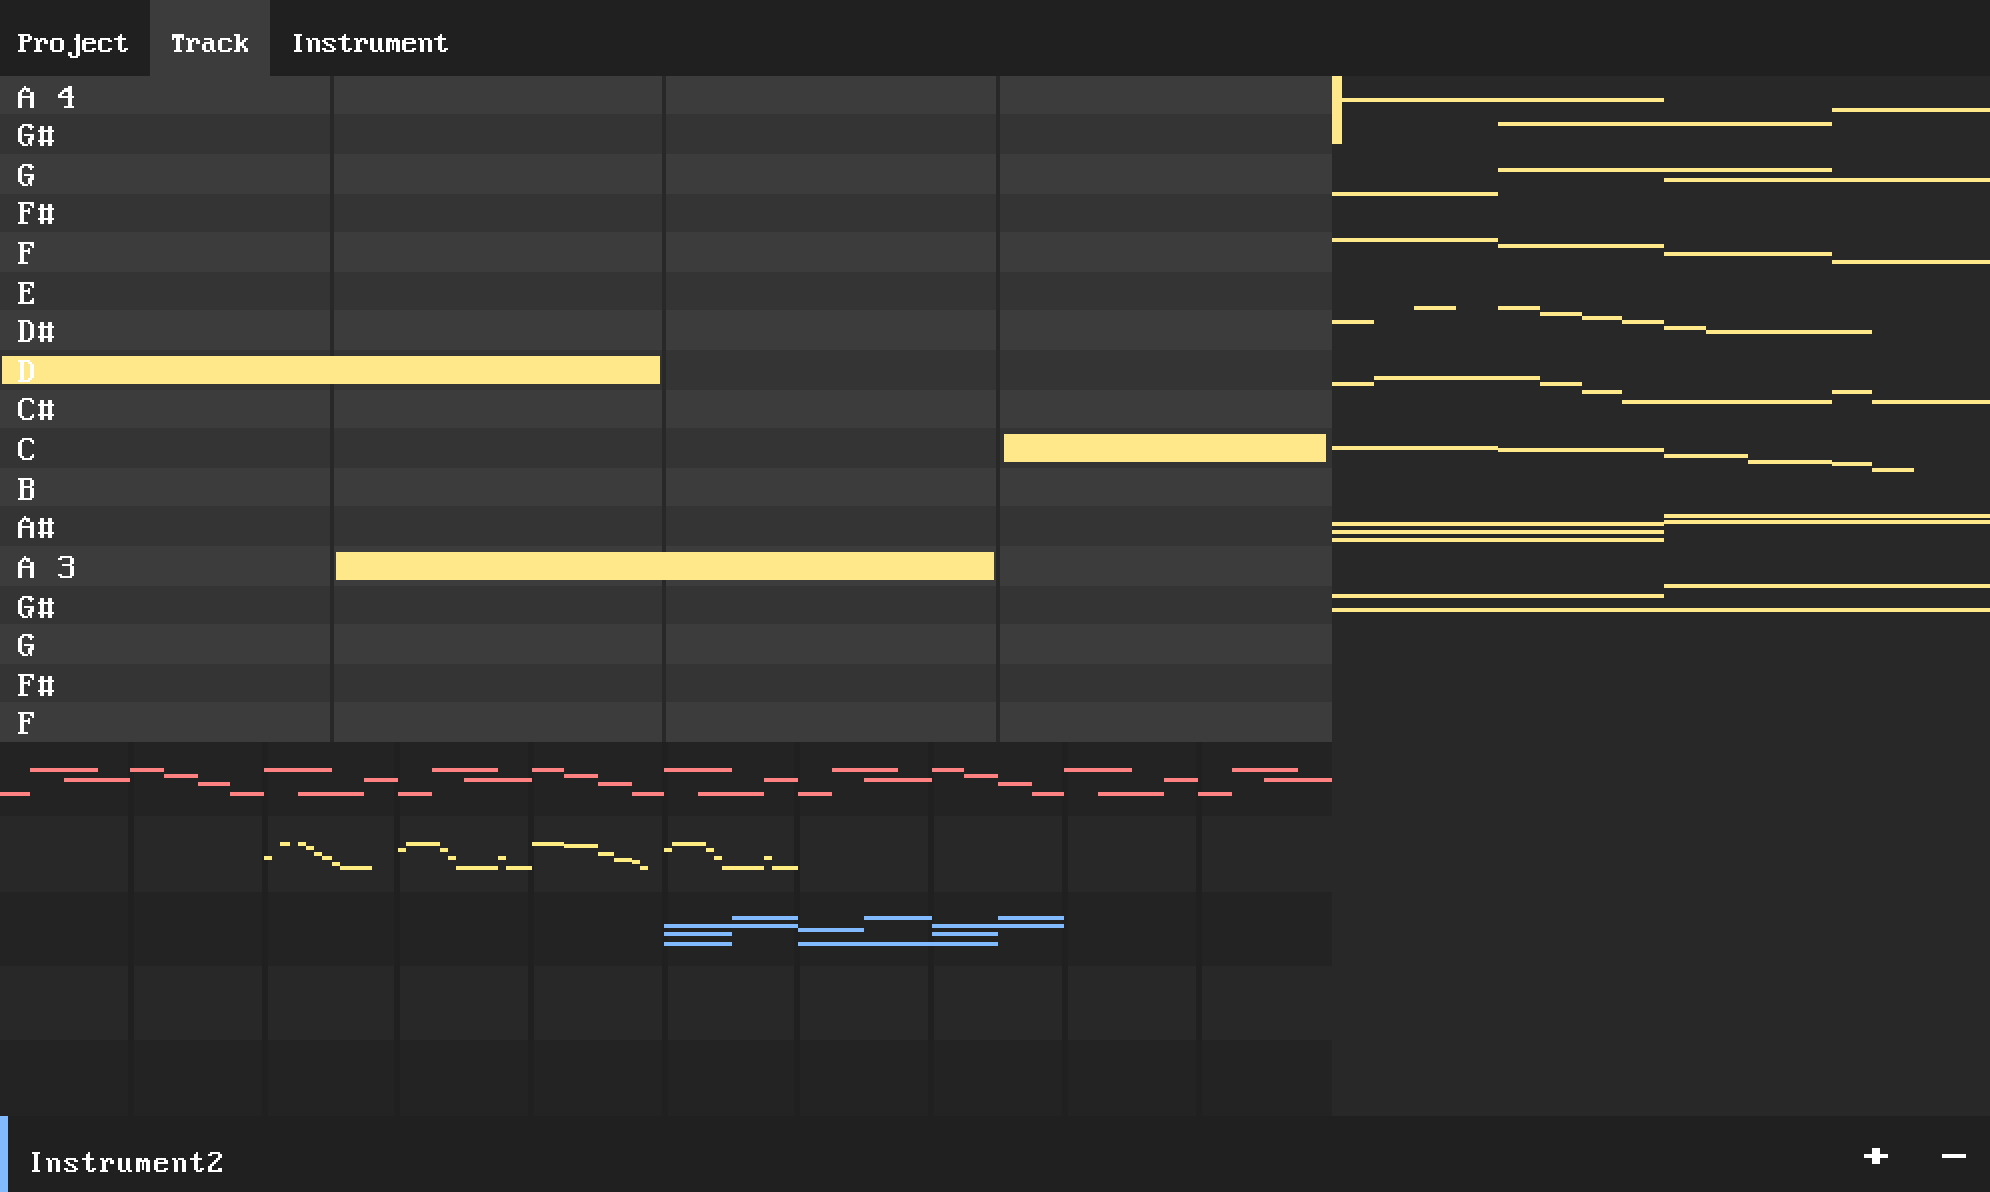 Project Track Instrument
A 4
G#
G
F#
F
E
D#
D
C#
C
B
A#
A 3
G#
G
F#
F
Instrument2 + -